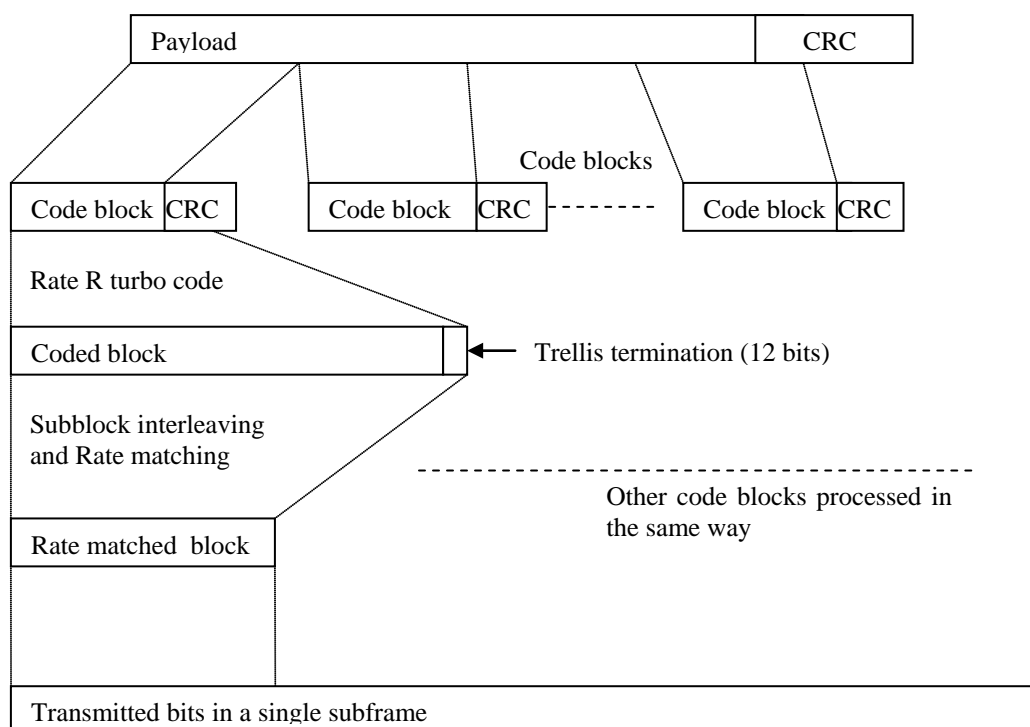 Payload CRC
Code blocks
Code block CRC Code block CRC Code block CRC
Rate R turbo code
Coded block
Trellis termination (12 bits)
Subblock interleaving
and Rate matching
Other code blocks processed in
the same way
Rate matched block
Transmitted bits in a single subframe